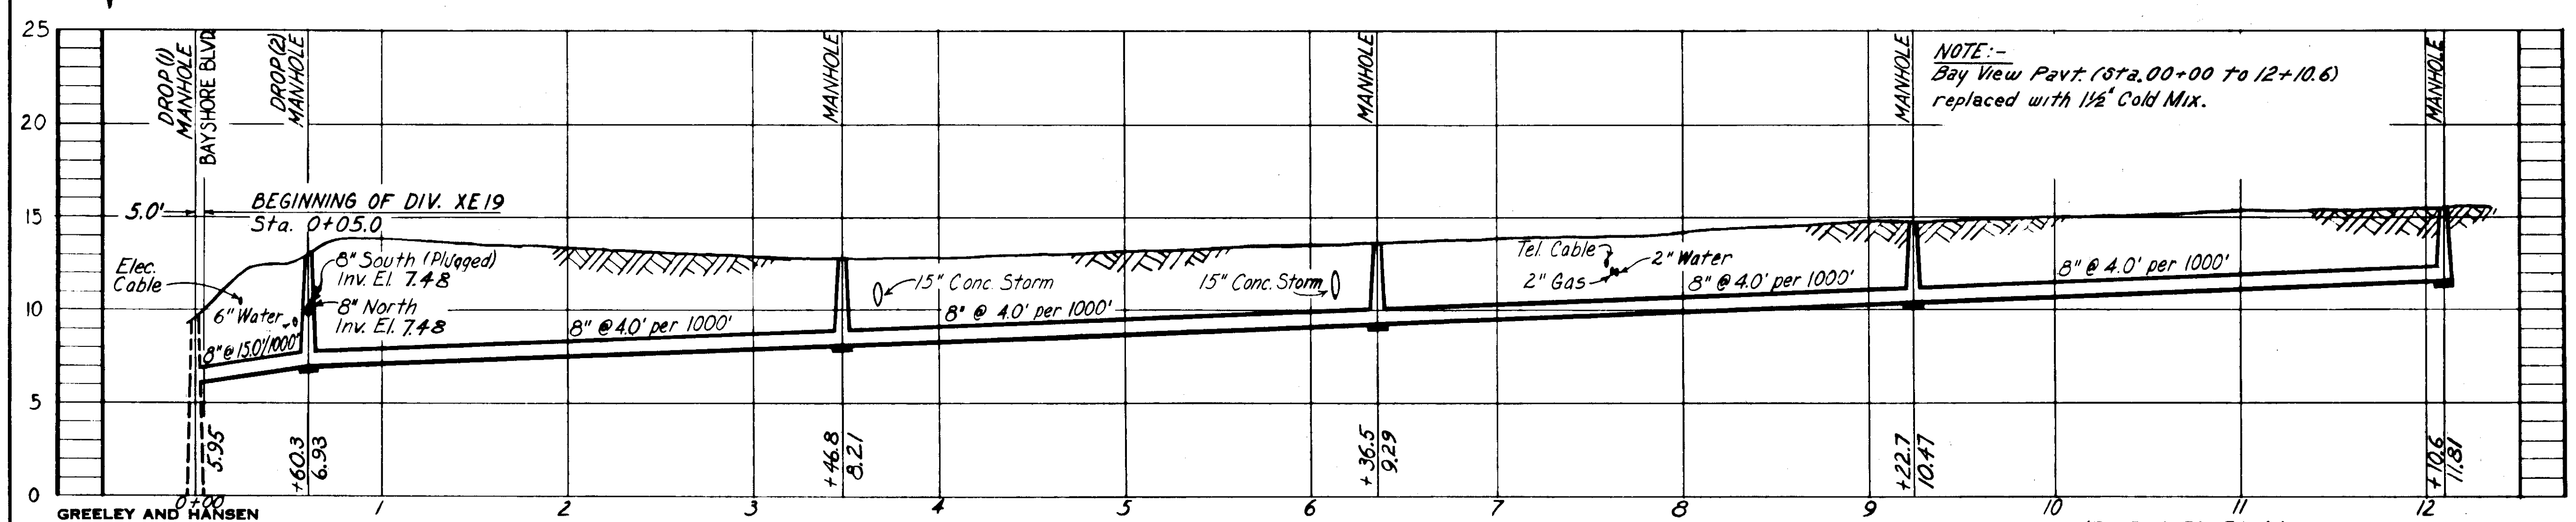 25
20
15
10
5
0
DROP (1)
MANHOLE
BAYSHORE BLVD.
DROP (2)
MANHOLE
MANHOLE
MANHOLE
MANHOLE
MANHOLE
NOTE:-
Bay View Pavt. (Sta. 00+00 to 12+10.6)
replaced with 1½" Cold Mix.
5.0'
BEGINNING OF DIV. XE19
Sta. 0+05.0
Elec.
Cable
6" Water
8" @ 15.0'/1000'
8" South (Plugged)
Inv. El. 7.48
8" North
Inv. El. 7.48
8" @ 4.0' per 1000'
15" Conc. Storm
8" @ 4.0' per 1000'
15" Conc. Storm
Tel. Cable
2" Water
2" Gas
8" @ 4.0' per 1000'
8" @ 4.0' per 1000'
5.95
+60.3
6.93
+46.8
8.21
+36.5
9.29
+22.7
10.47
+10.6
11.81
0+00
1
2
3
4
5
6
7
8
9
10
11
12
GREELEY AND HANSEN